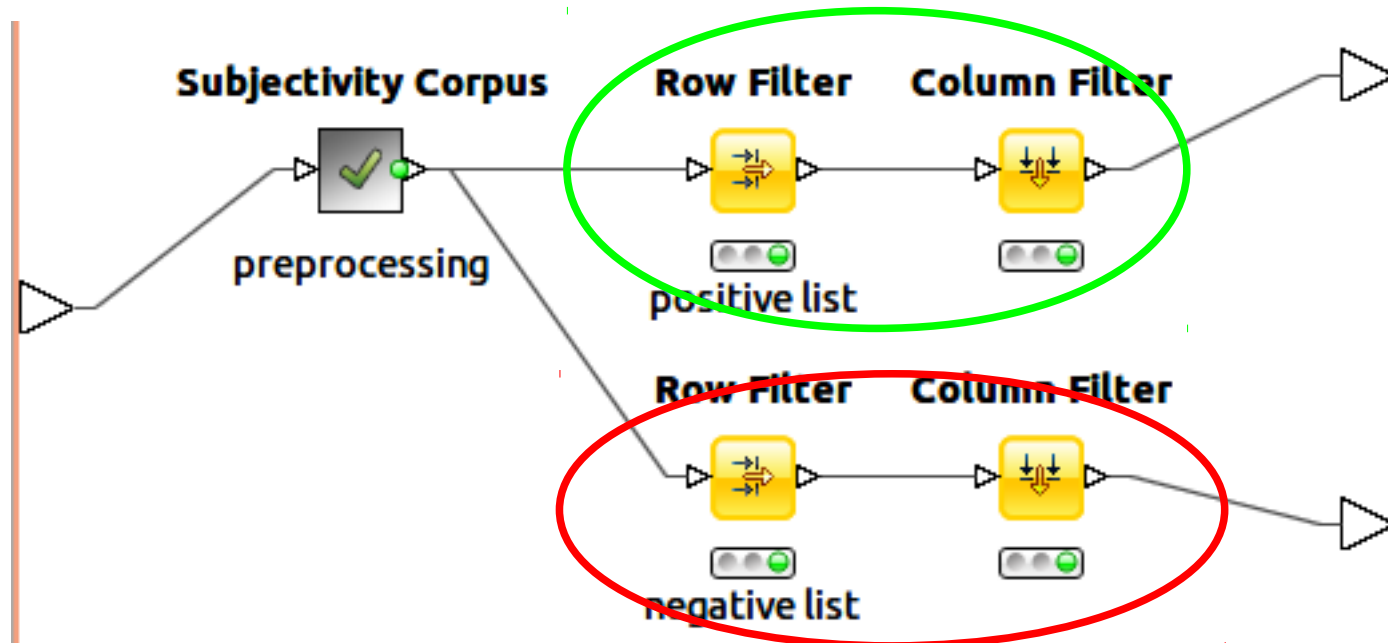 Subjectivity Corpus
Row Filter
Column Filter
preprocessing
positive list
Row Filter
Column Filter
negative list